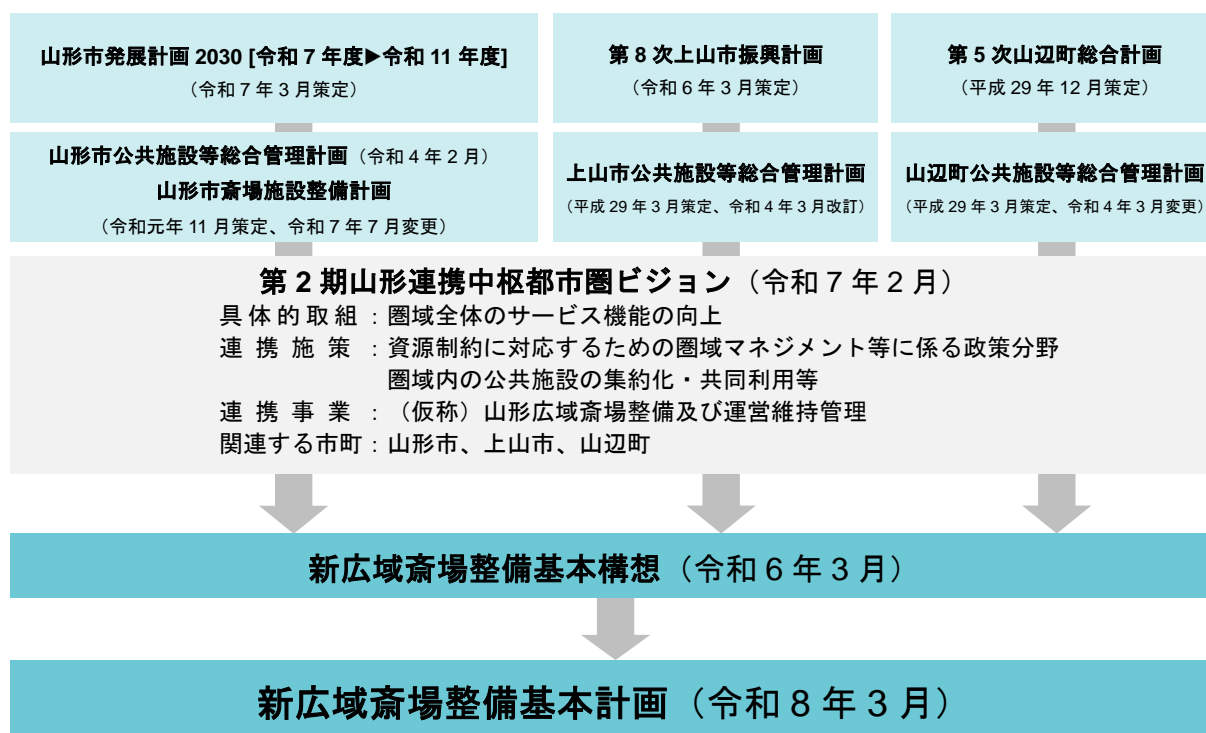 山形市発展計画 2030 [令和 7 年度▶令和 11 年度]
（令和 7 年 3 月策定）
第 8 次上山市振興計画
（令和 6 年 3 月策定）
第 5 次山辺町総合計画
（平成 29 年 12 月策定）
山形市公共施設等総合管理計画（令和 4 年 2 月）
山形市斎場施設整備計画
（令和元年 11 月策定、令和 7 年 7 月変更）
上山市公共施設等総合管理計画
（平成 29 年 3 月策定、令和 4 年 3 月改訂）
山辺町公共施設等総合管理計画
（平成 29 年 3 月策定、令和 4 年 3 月変更）
第 2 期山形連携中枢都市圏ビジョン（令和 7 年 2 月）
具体的取組：圏域全体のサービス機能の向上
連携施策：資源制約に対応するための圏域マネジメント等に係る政策分野
圏域内の公共施設の集約化・共同利用等
連携事業：（仮称）山形広域斎場整備及び運営維持管理
関連する市町：山形市、上山市、山辺町
新広域斎場整備基本構想（令和 6 年 3 月）
新広域斎場整備基本計画（令和 8 年 3 月）